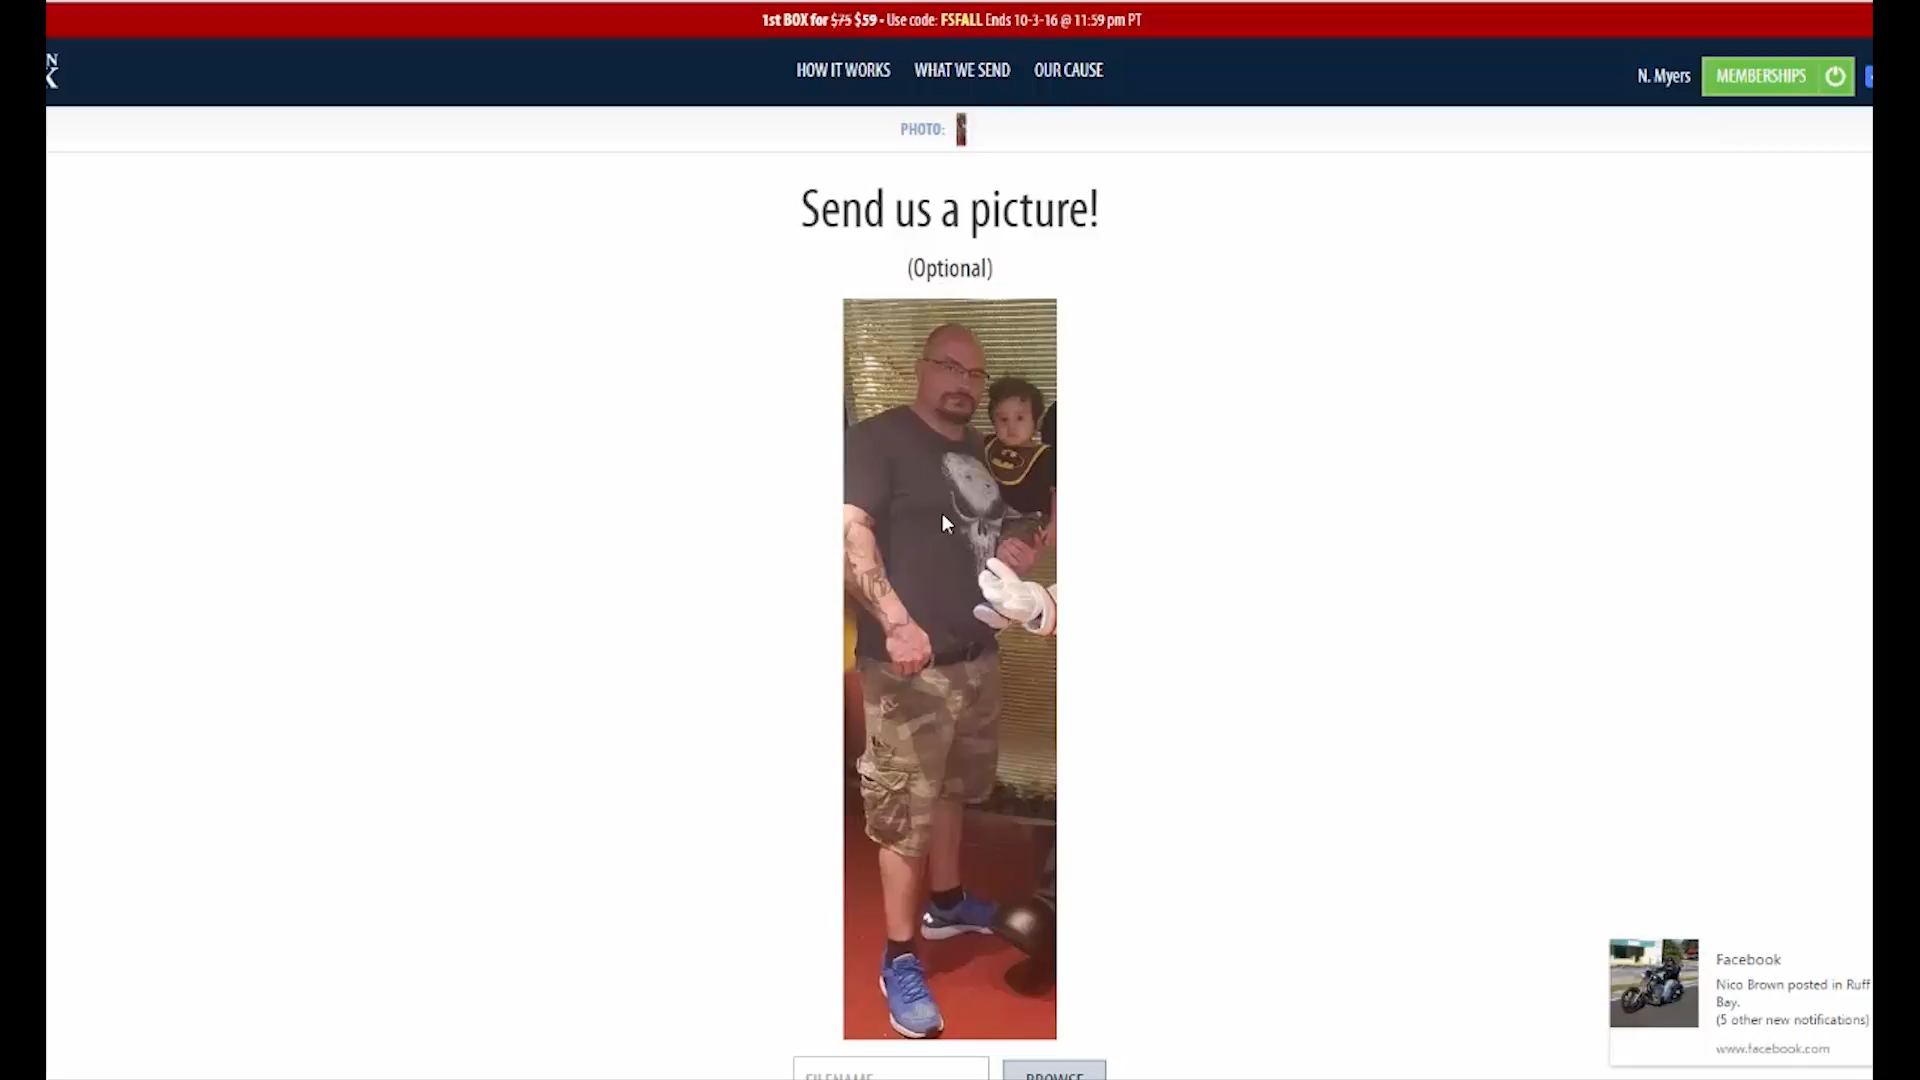 1st BOX for $75 $59 - Use code: FSFALL Ends 10-3-16 @ 11:59 pm PT
N
X
HOW IT WORKS WHAT WE SEND OUR CAUSE
N. Myers MEMBERSHIPS
PHOTO:
Send us a picture!
(Optional)
Facebook
Nico Brown posted in Ruff
Bay.
(5 other new notifications)
www.facebook.com
FILENAME BROWSE